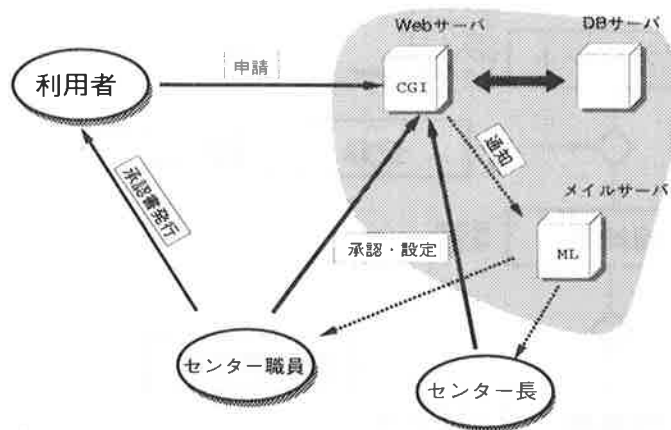 Webサーバ
DBサーバ
利用者
申請
CGI
通知
承認書発行
メイルサーバ
承認・設定
ML
センター職員
センター長